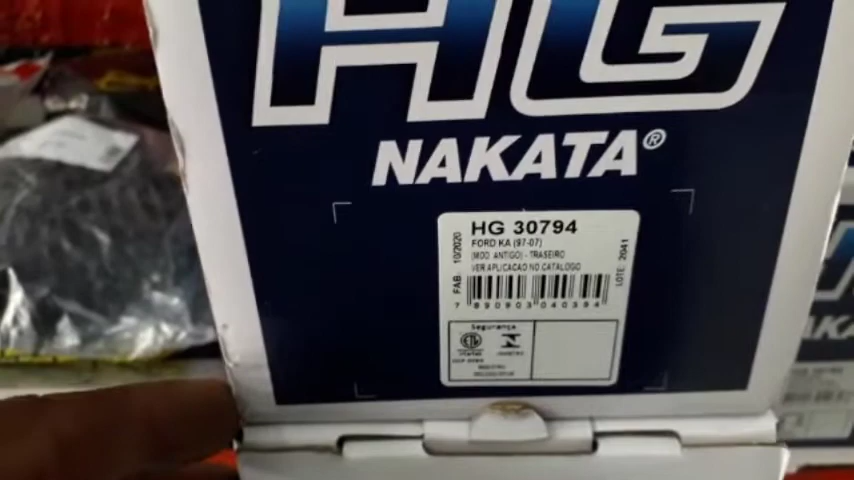 HG
NAKATA®
HG 30794
FORD KA (97-07)
(MOD. ANTIGO) - TRASEIRO
VER APLICACAO NO CATALOGO
FAB. 10/2020
LOTE: 2041
7 890903 040384
Segurança